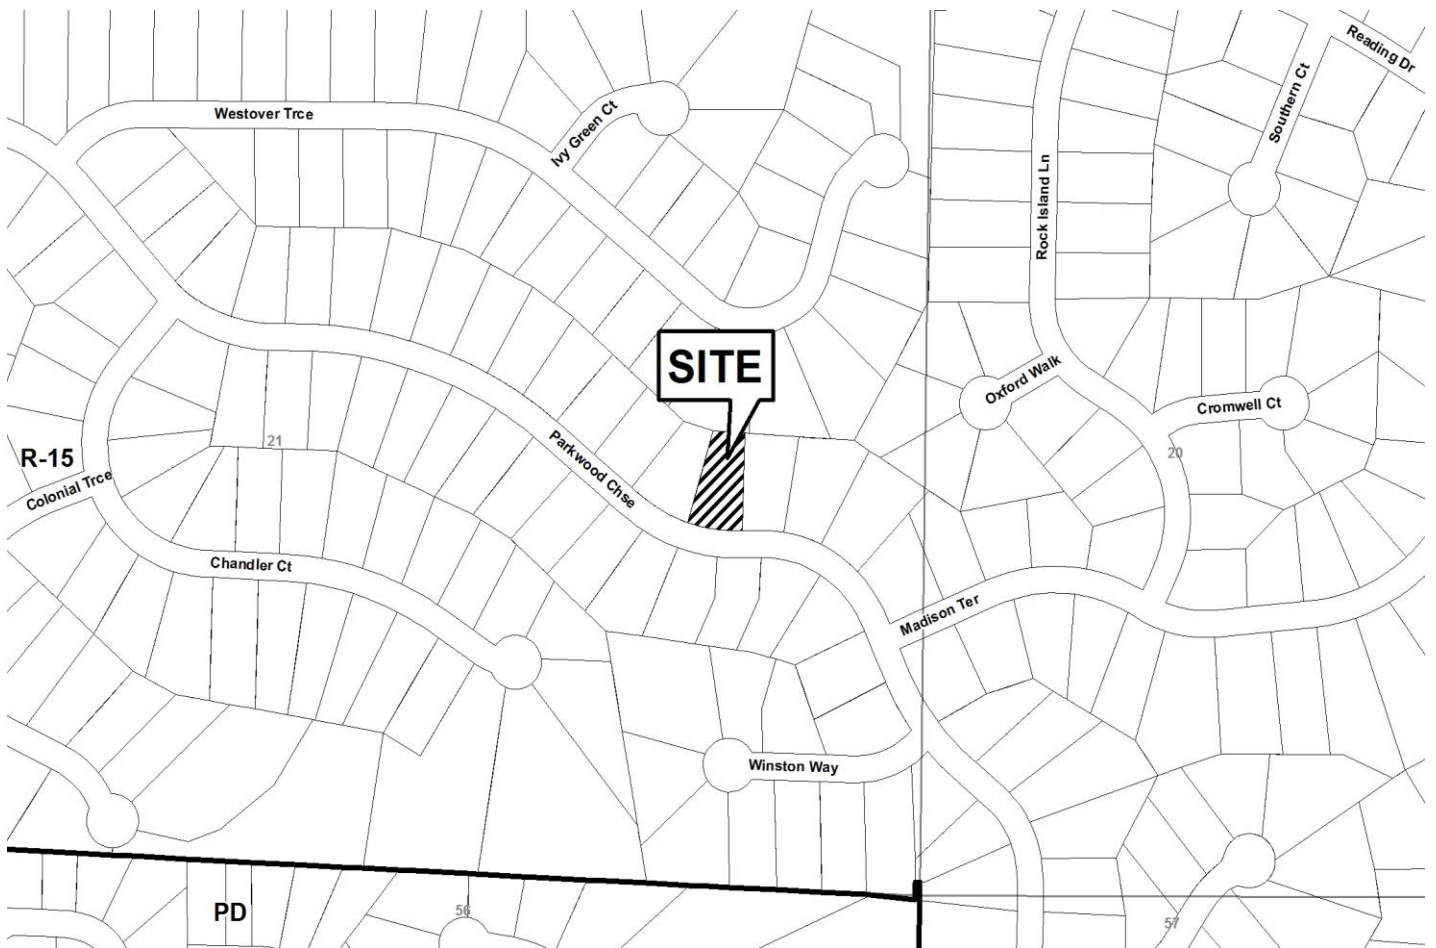 Reading Dr
Southern Ct
Westover Trce
Ivy Green Ct
Rock Island Ln
SITE
Oxford Walk
Cromwell Ct
21
20
R-15
Parkwood Chse
Colonial Trce
Chandler Ct
Madison Ter
Winston Way
PD
56
57